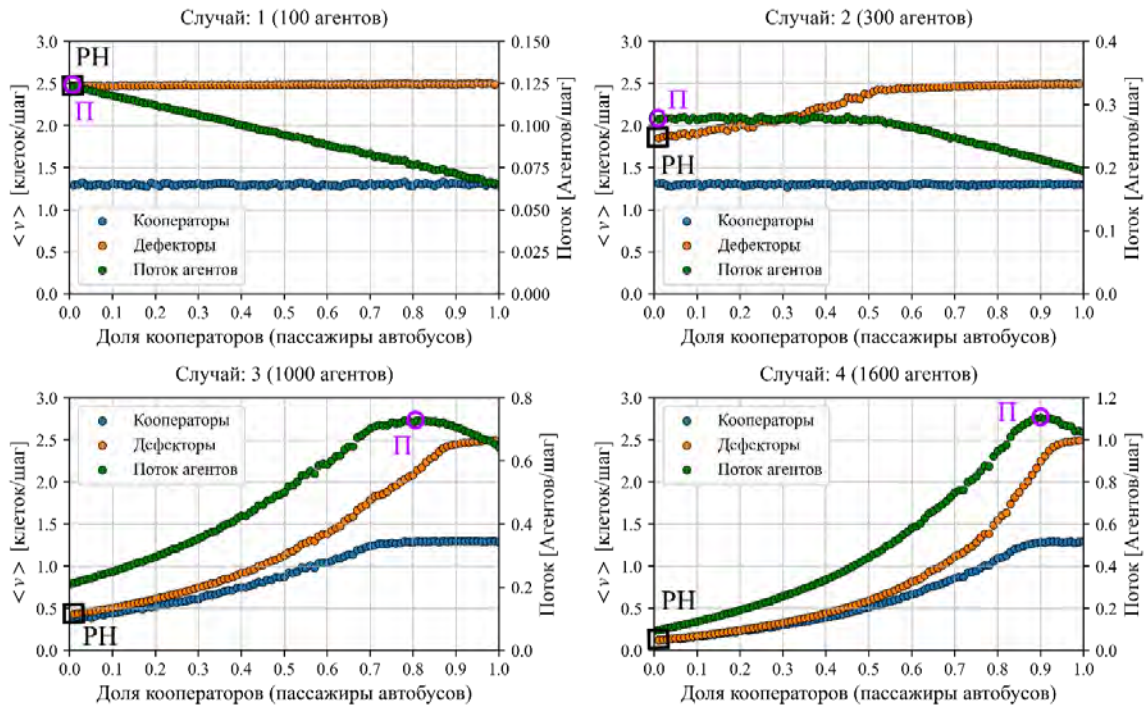 Случай: 1 (100 агентов)
< v > [клеток/шаг]
3.0
2.5
2.0
1.5
1.0
0.5
0.0
РН
П
Кооператоры
Дефекторы
Поток агентов
0.150
0.125
0.100
0.075
0.050
0.025
0.000
Поток [Агентов/шаг]
0.0 0.1 0.2 0.3 0.4 0.5 0.6 0.7 0.8 0.9 1.0
Доля кооператоров (пассажиры автобусов)
Случай: 2 (300 агентов)
< v > [клеток/шаг]
3.0
2.5
2.0
1.5
1.0
0.5
0.0
П
РН
Кооператоры
Дефекторы
Поток агентов
0.4
0.3
0.2
0.1
0.0
Поток [Агентов/шаг]
0.0 0.1 0.2 0.3 0.4 0.5 0.6 0.7 0.8 0.9 1.0
Доля кооператоров (пассажиры автобусов)
Случай: 3 (1000 агентов)
< v > [клеток/шаг]
3.0
2.5
2.0
1.5
1.0
0.5
0.0
Кооператоры
Дефекторы
Поток агентов
П
РН
0.8
0.6
0.4
0.2
0.0
Поток [Агентов/шаг]
0.0 0.1 0.2 0.3 0.4 0.5 0.6 0.7 0.8 0.9 1.0
Доля кооператоров (пассажиры автобусов)
Случай: 4 (1600 агентов)
< v > [клеток/шаг]
3.0
2.5
2.0
1.5
1.0
0.5
0.0
Кооператоры
Дефекторы
Поток агентов
П
РН
1.2
1.0
0.8
0.6
0.4
0.2
0.0
Поток [Агентов/шаг]
0.0 0.1 0.2 0.3 0.4 0.5 0.6 0.7 0.8 0.9 1.0
Доля кооператоров (пассажиры автобусов)